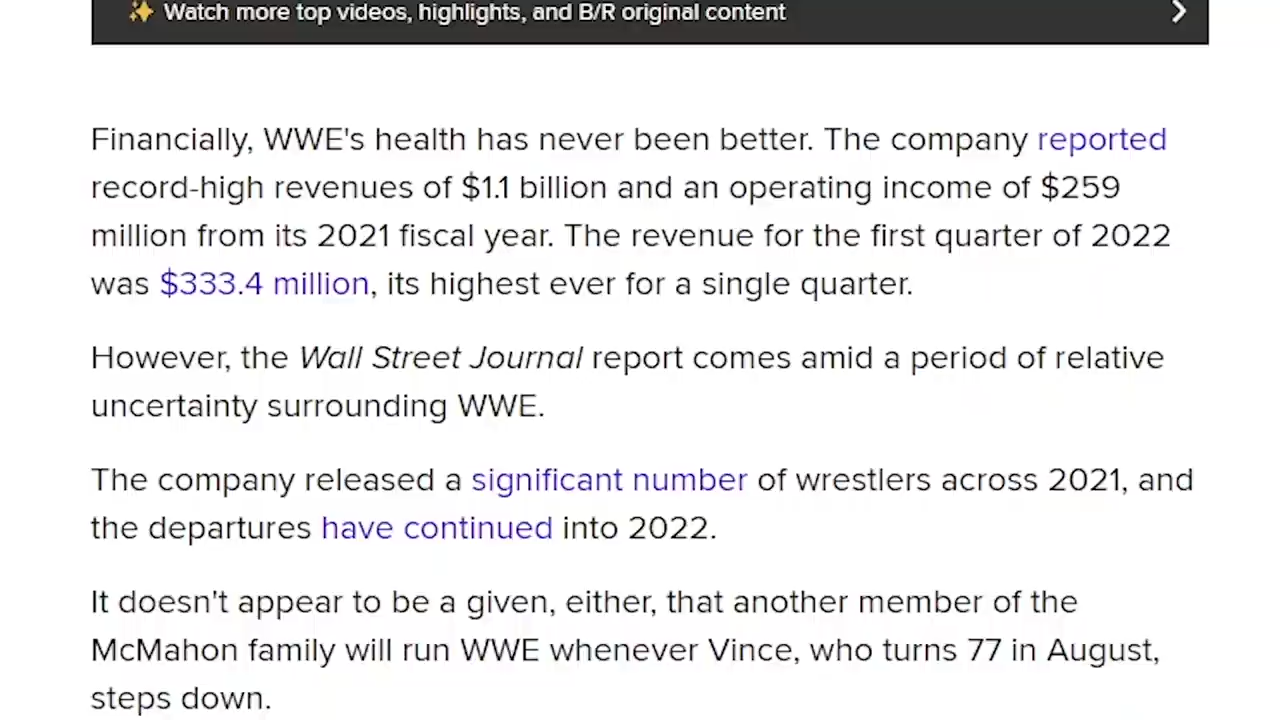 ✨ Watch more top videos, highlights, and B/R original content
Financially, WWE's health has never been better. The company reported
record-high revenues of $1.1 billion and an operating income of $259
million from its 2021 fiscal year. The revenue for the first quarter of 2022
was $333.4 million, its highest ever for a single quarter.
However, the Wall Street Journal report comes amid a period of relative
uncertainty surrounding WWE.
The company released a significant number of wrestlers across 2021, and
the departures have continued into 2022.
It doesn't appear to be a given, either, that another member of the
McMahon family will run WWE whenever Vince, who turns 77 in August,
steps down.